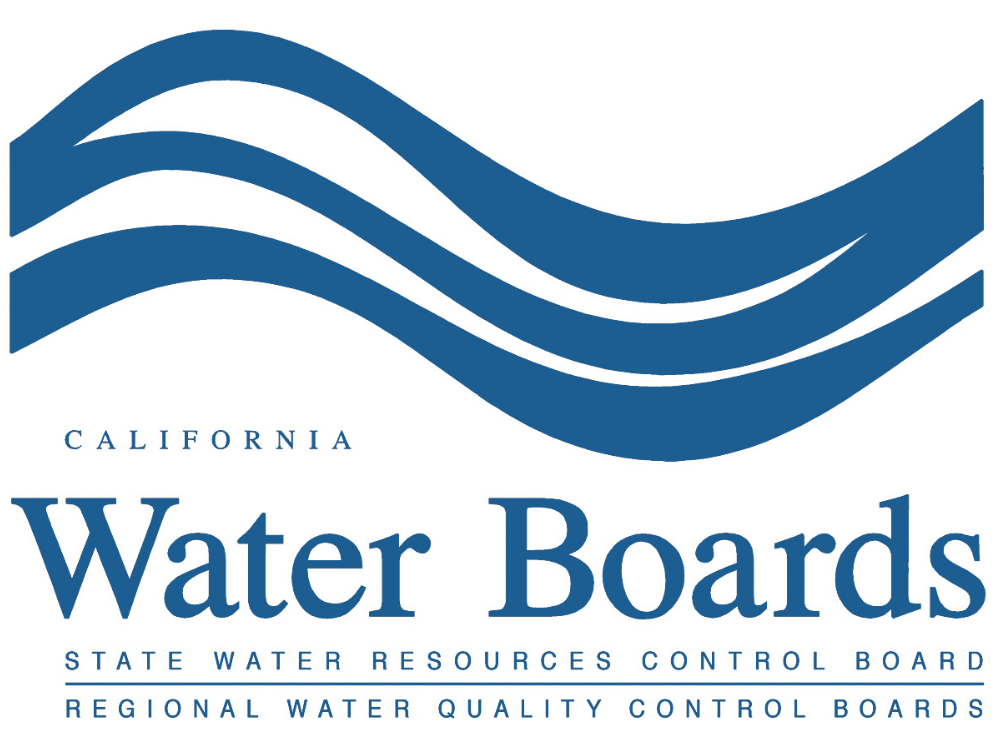 CALIFORNIA
Water Boards
STATE WATER RESOURCES CONTROL BOARD
REGIONAL WATER QUALITY CONTROL BOARDS